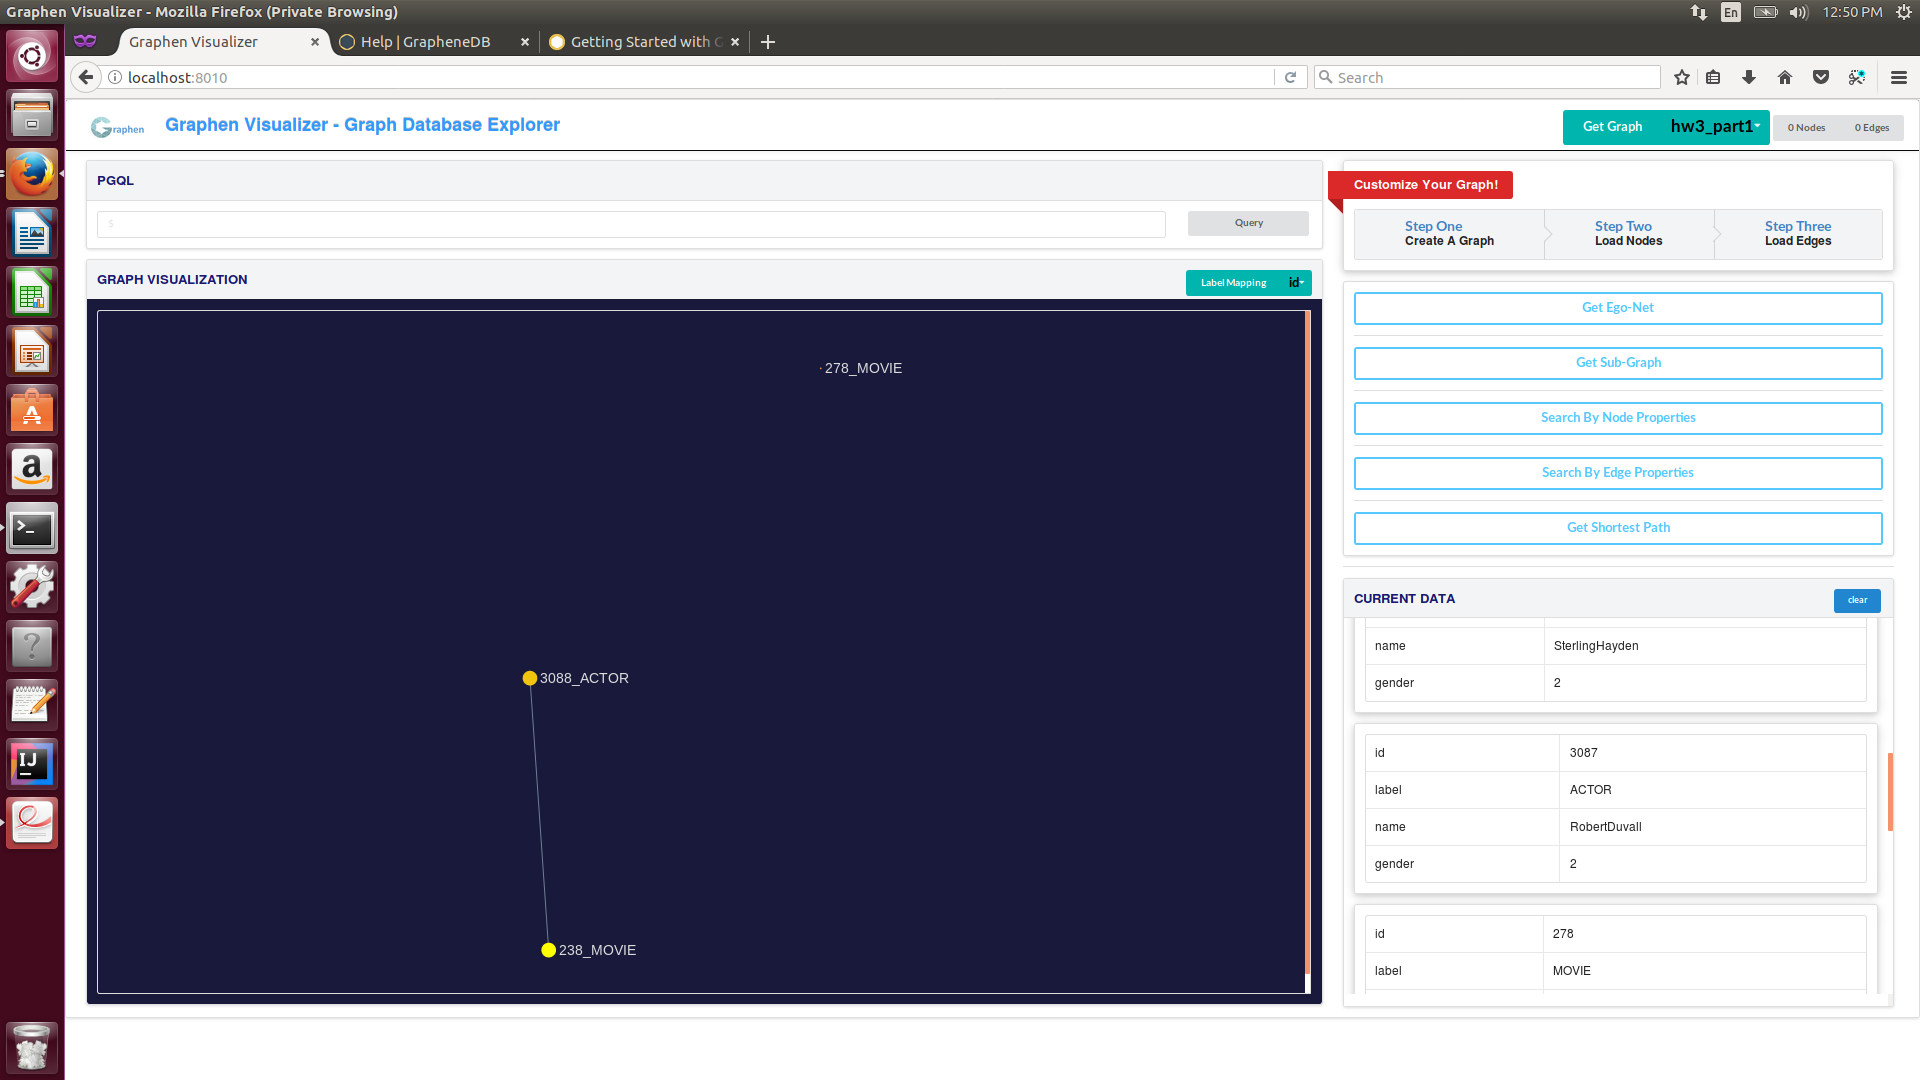 Graphen Visualizer - Mozilla Firefox (Private Browsing)
En
12:50 PM
Graphen Visualizer
Help | GrapheneDB
Getting Started with
localhost:8010
Search
Graphen
Graphen Visualizer - Graph Database Explorer
Get Graph
hw3_part1
0 Nodes
0 Edges
PGQL
$
Query
Customize Your Graph!
Step One
Create A Graph
Step Two
Load Nodes
Step Three
Load Edges
GRAPH VISUALIZATION
Label Mapping
id
278_MOVIE
3088_ACTOR
238_MOVIE
Get Ego-Net
Get Sub-Graph
Search By Node Properties
Search By Edge Properties
Get Shortest Path
CURRENT DATA
clear
name
SterlingHayden
gender
2
id
3087
label
ACTOR
name
RobertDuvall
gender
2
id
278
label
MOVIE